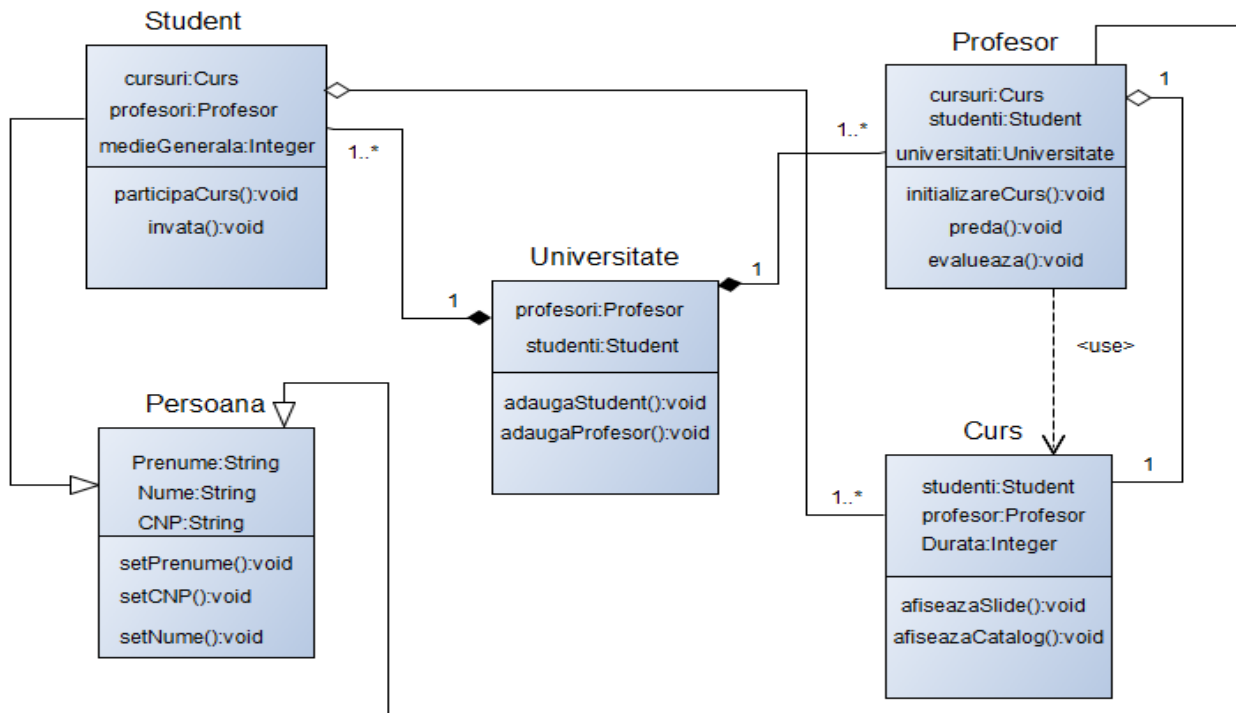 Student
cursuri:Curs
profesori:Profesor
medieGenerala:Integer
participaCurs():void
invata():void
1..*
Profesor
1
cursuri:Curs
studenti:Student
universitati:Universitate
initializareCurs():void
preda():void
evalueaza():void
1..*
Universitate
1
1
profesori:Profesor
studenti:Student
adaugaStudent():void
adaugaProfesor():void
<use>
Persoana
Prenume:String
Nume:String
CNP:String
setPrenume():void
setCNP():void
setNume():void
Curs
1
1..*
studenti:Student
profesor:Profesor
Durata:Integer
afiseazaSlide():void
afiseazaCatalog():void